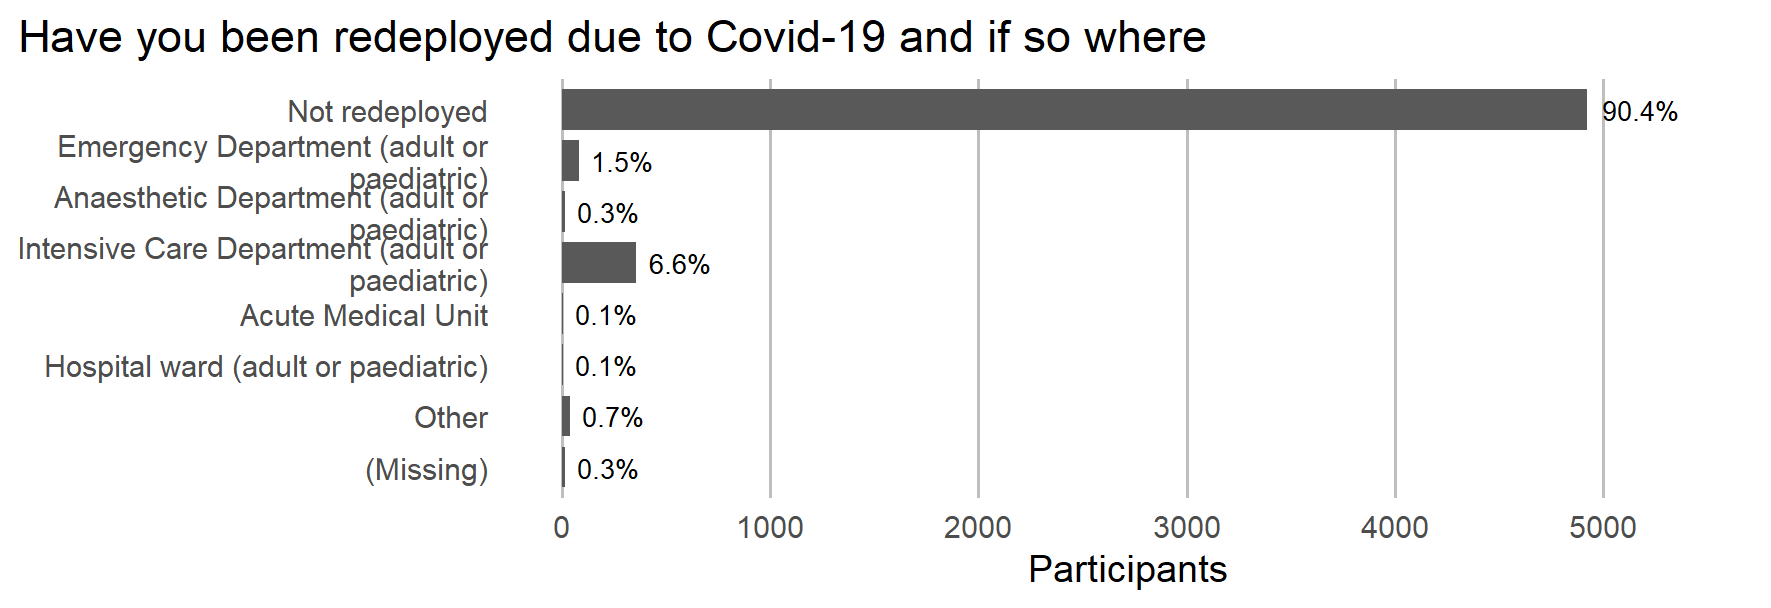 Have you been redeployed due to Covid-19 and if so where
Not redeployed
90.4%
Emergency Department (adult or
paediatric)
1.5%
Anaesthetic Department (adult or
paediatric)
0.3%
Intensive Care Department (adult or
paediatric)
6.6%
Acute Medical Unit
0.1%
Hospital ward (adult or paediatric)
0.1%
Other
0.7%
(Missing)
0.3%
0 1000 2000 3000 4000 5000
Participants